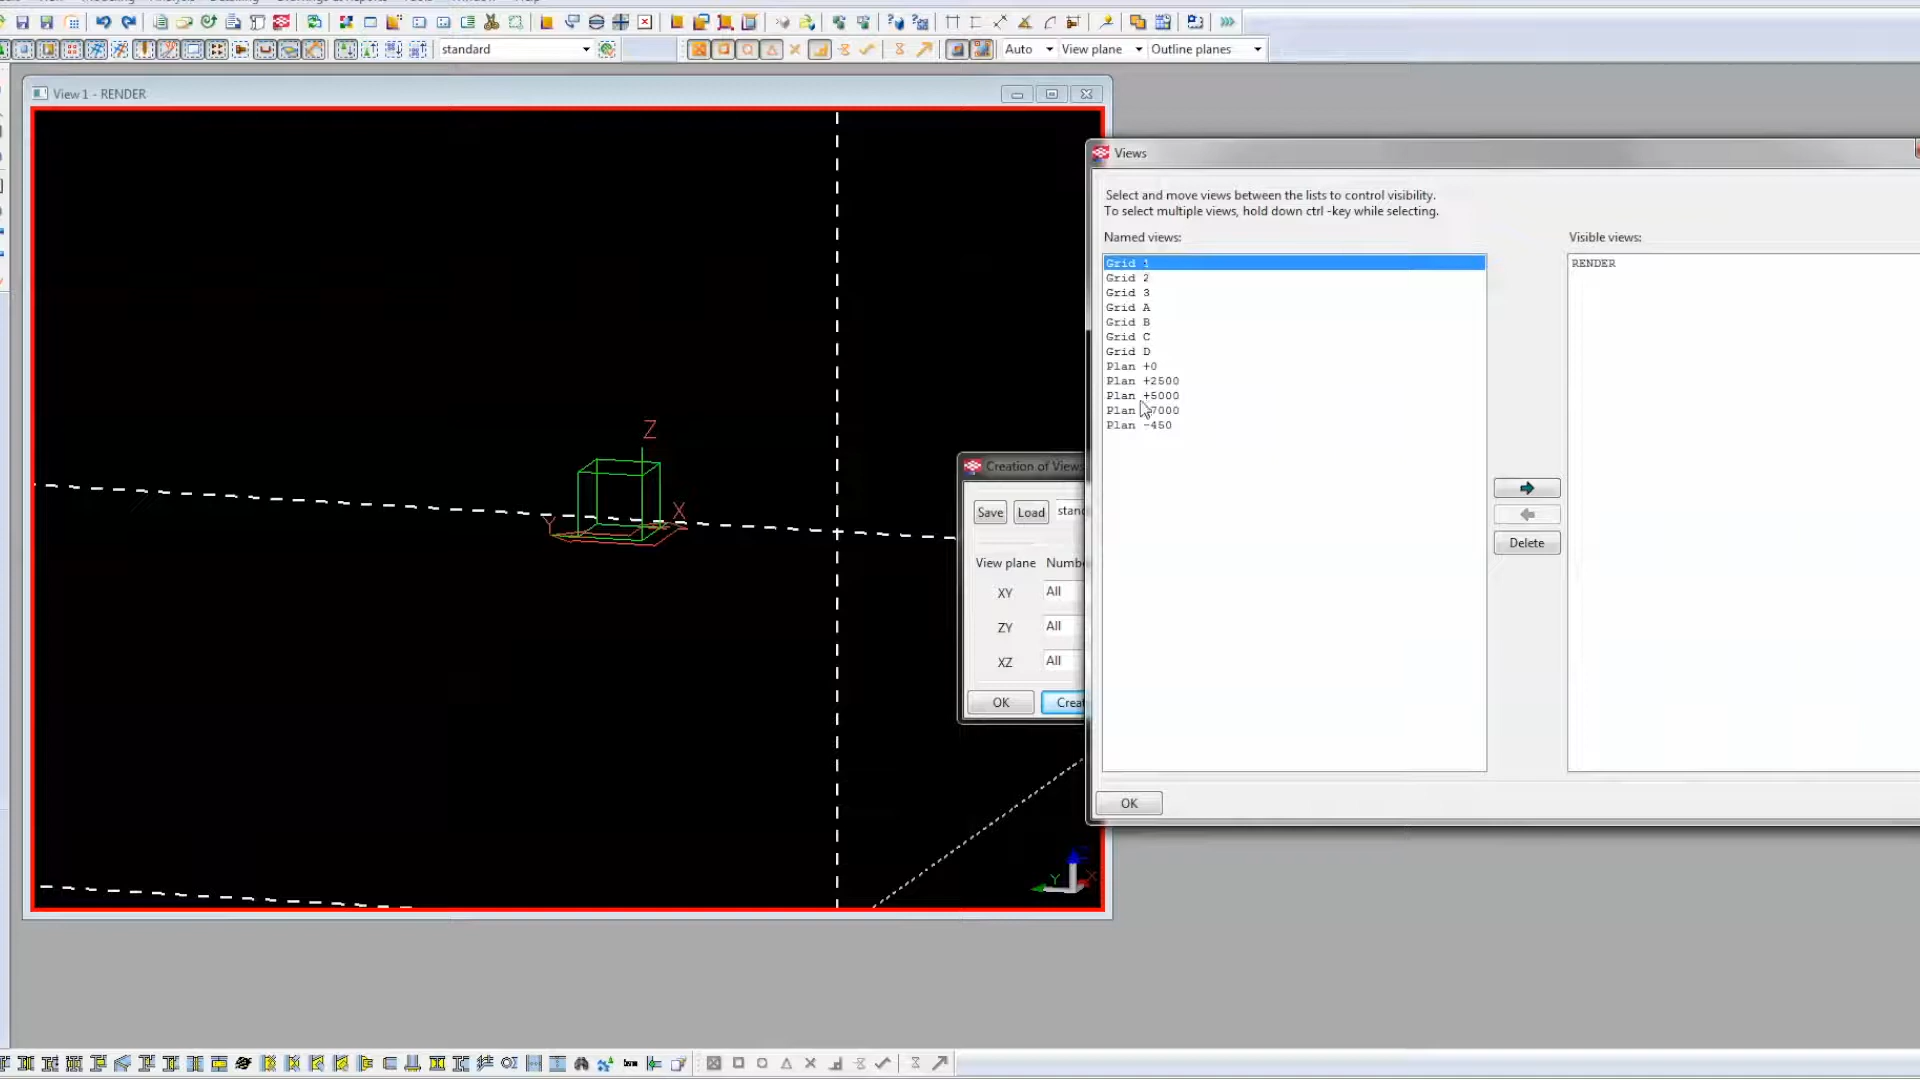 standard
Auto
View plane
Outline planes
View 1 - RENDER
Views
Select and move views between the lists to control visibility.
To select multiple views, hold down ctrl -key while selecting.
Named views:
Visible views:
Grid 1
RENDER
Grid 2
Grid 3
Grid A
Grid B
Grid C
Grid D
Plan +0
Plan +2500
Plan +5000
Plan +7000
Plan -450
Z
X
Y
Creation of Views
Save
Load
stand
View plane
Numb
XY
All
ZY
All
XZ
All
OK
Creat
Delete
OK
Y
X